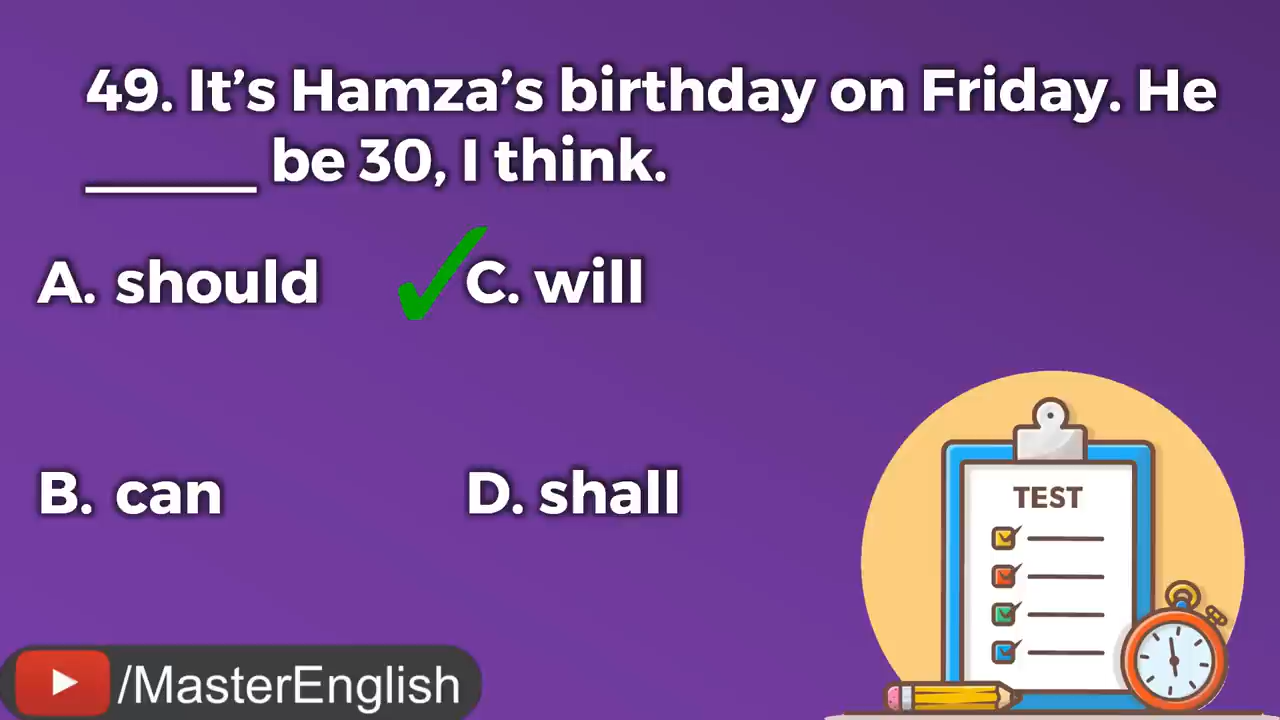 49. It’s Hamza’s birthday on Friday. He
______ be 30, I think.
A. should
C. will
B. can
D. shall
TEST
/MasterEnglish